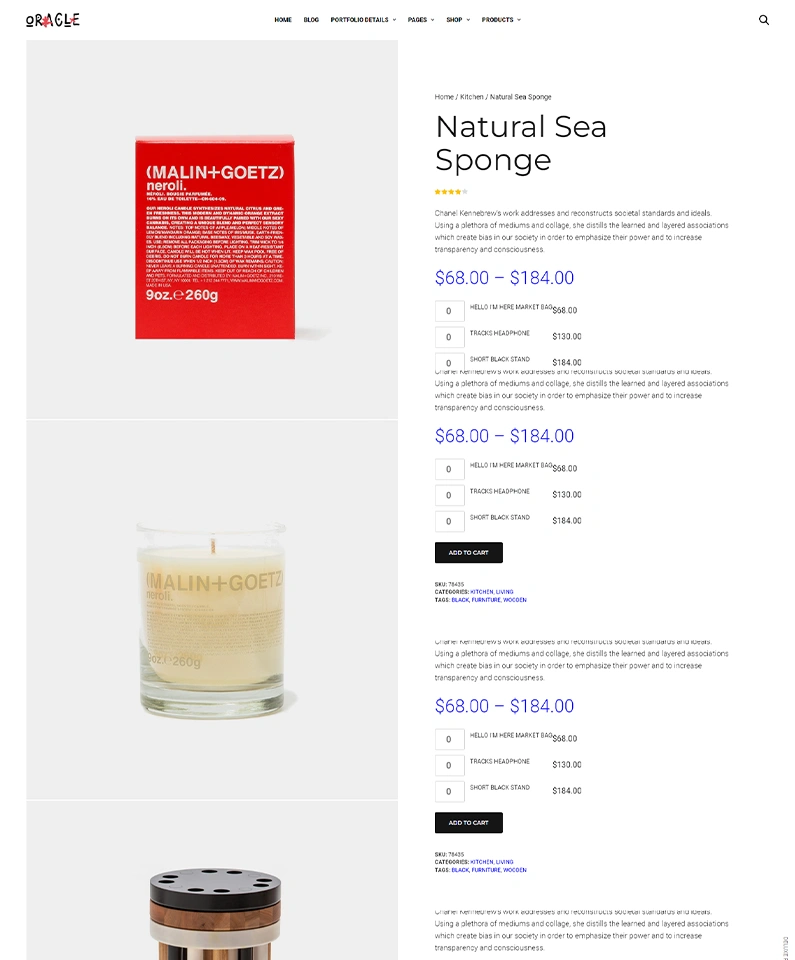 ORACLE
HOME BLOG PORTFOLIO DETAILS PAGES SHOP PRODUCTS
Home / Kitchen / Natural Sea Sponge
Natural Sea
Sponge
Chanel Kennebrew's work addresses and reconstructs societal standards and ideals.
Using a plethora of mediums and collage, she distills the learned and layered associations
which create bias in our society in order to emphasize their power and to increase
transparency and consciousness.
$68.00 – $184.00
0 HELLO I'M HERE MARKET BAG $68.00
0 TRACKS HEADPHONE $130.00
0 SHORT BLACK STAND $184.00
Chanel Kennebrew's work addresses and reconstructs societal standards and ideals.
Using a plethora of mediums and collage, she distills the learned and layered associations
which create bias in our society in order to emphasize their power and to increase
transparency and consciousness.
$68.00 – $184.00
0 HELLO I'M HERE MARKET BAG $68.00
0 TRACKS HEADPHONE $130.00
0 SHORT BLACK STAND $184.00
ADD TO CART
SKU: 78435
CATEGORIES: KITCHEN, LIVING
TAGS: BLACK, FURNITURE, WOODEN
Chanel Kennebrew's work addresses and reconstructs societal standards and ideals.
Using a plethora of mediums and collage, she distills the learned and layered associations
which create bias in our society in order to emphasize their power and to increase
transparency and consciousness.
$68.00 – $184.00
0 HELLO I'M HERE MARKET BAG $68.00
0 TRACKS HEADPHONE $130.00
0 SHORT BLACK STAND $184.00
ADD TO CART
SKU: 78435
CATEGORIES: KITCHEN, LIVING
TAGS: BLACK, FURNITURE, WOODEN
Chanel Kennebrew's work addresses and reconstructs societal standards and ideals.
Using a plethora of mediums and collage, she distills the learned and layered associations
which create bias in our society in order to emphasize their power and to increase
transparency and consciousness.
(MALIN+GOETZ)
neroli.
NEROLI. BOUGIE PARFUMÉE.
9oz.℮260g
(MALIN+GOETZ)
neroli.
9oz./ 260g